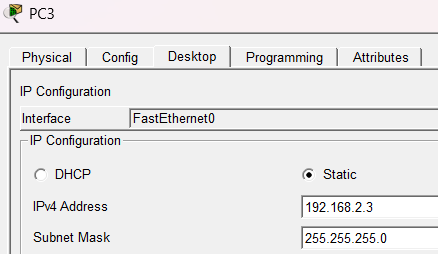 PC3
Physical Config Desktop Programming Attributes
IP Configuration
Interface FastEthernet0
IP Configuration
DHCP Static
IPv4 Address 192.168.2.3
Subnet Mask 255.255.255.0